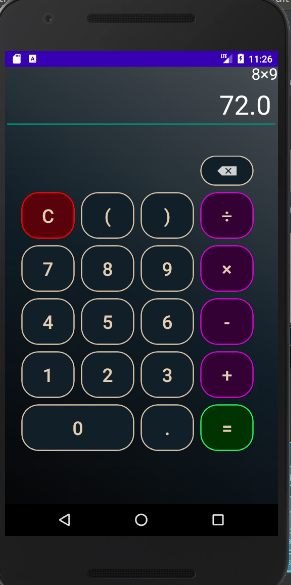 11:26
8×9
72.0
C ( ) ÷
7 8 9 ×
4 5 6 -
1 2 3 +
0 . =